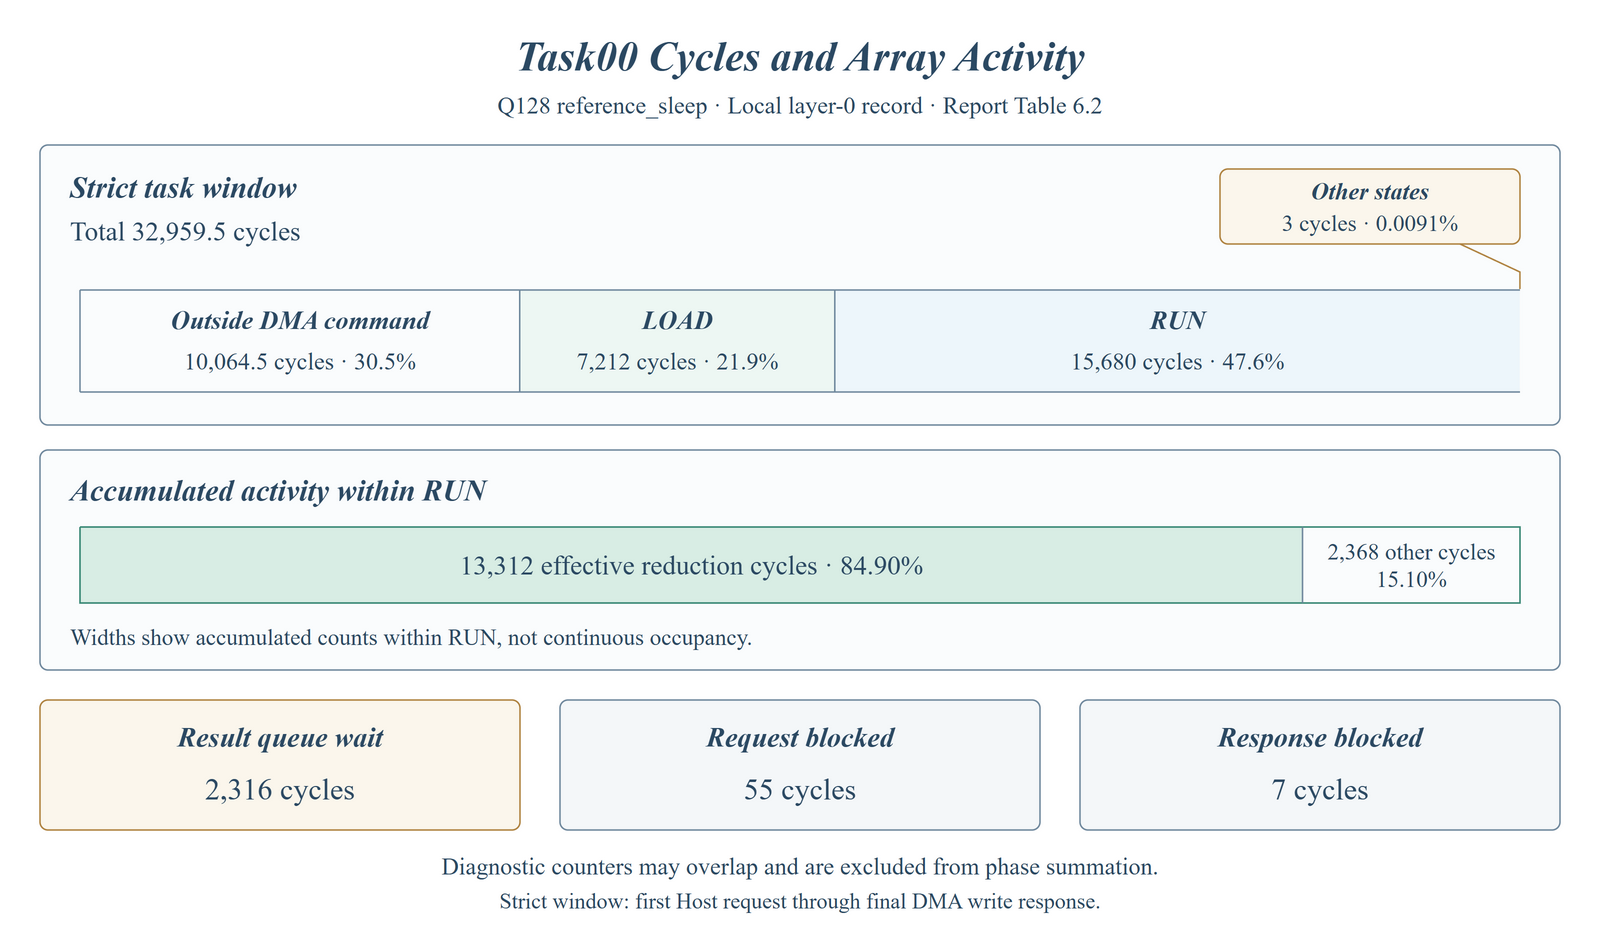 Task00 Cycles and Array Activity
Q128 reference_sleep · Local layer-0 record · Report Table 6.2
Strict task window
Total 32,959.5 cycles
Other states
3 cycles · 0.0091%
Outside DMA command
10,064.5 cycles · 30.5%
LOAD
7,212 cycles · 21.9%
RUN
15,680 cycles · 47.6%
Accumulated activity within RUN
13,312 effective reduction cycles · 84.90%
2,368 other cycles
15.10%
Widths show accumulated counts within RUN, not continuous occupancy.
Result queue wait
2,316 cycles
Request blocked
55 cycles
Response blocked
7 cycles
Diagnostic counters may overlap and are excluded from phase summation.
Strict window: first Host request through final DMA write response.